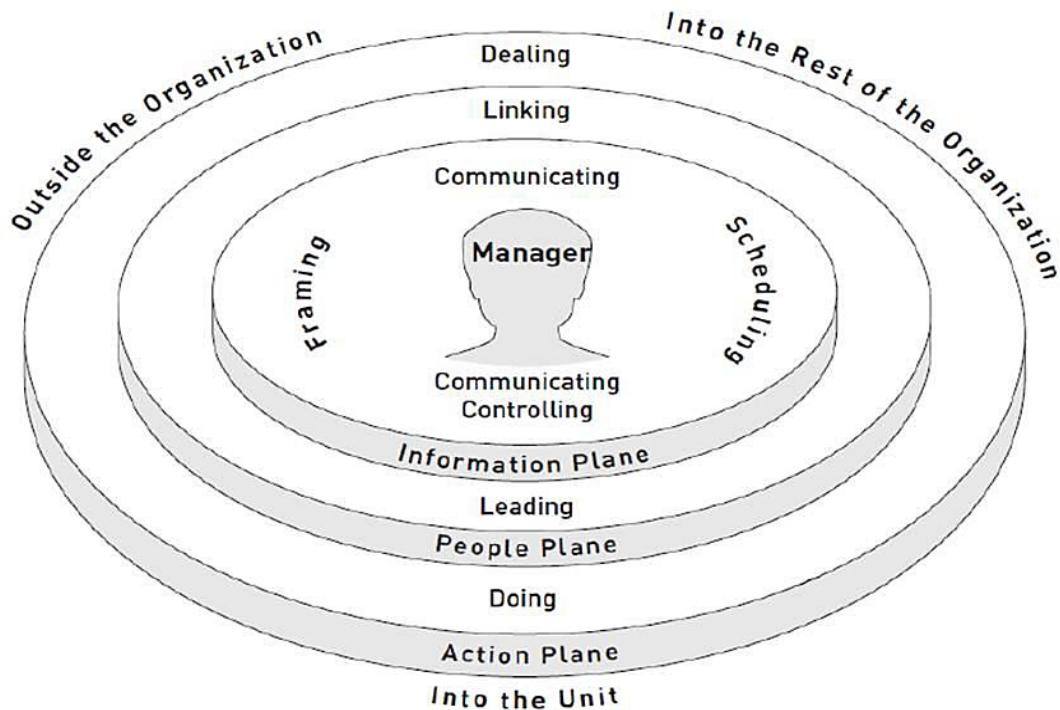 Outside the Organization
Into the Rest of the Organization
Dealing
Linking
Communicating
Framing
Manager
Scheduling
Communicating
Controlling
Information Plane
Leading
People Plane
Doing
Action Plane
Into the Unit